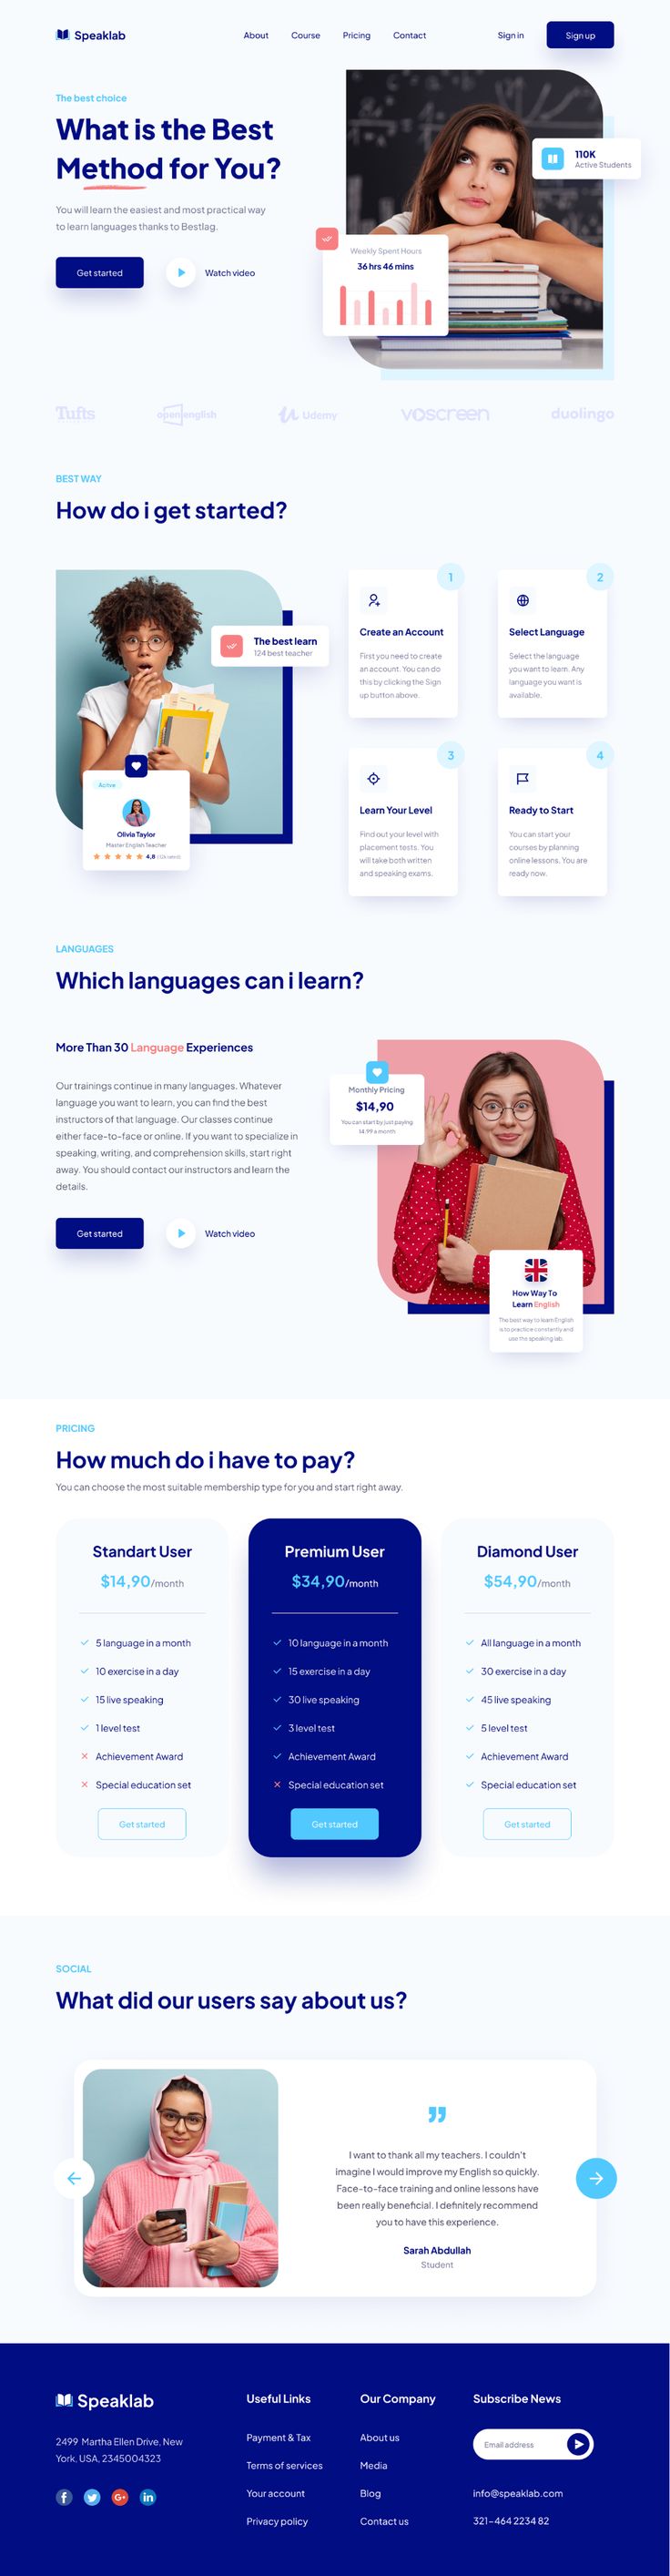 Speaklab
About
Course
Pricing
Contact
Sign in
Sign up
The best choice
What is the Best
Method for You?
You will learn the easiest and most practical way
to learn languages thanks to Bestlag.
Get started
Watch video
110K
Active Students
Weekly Spent Hours
36 hrs 46 mins
Tufts
openenglish
Udemy
voscreen
duolingo
BEST WAY
How do i get started?
The best learn
124 best teacher
Active
Olivia Taylor
Master English Teacher
4,8
1
Create an Account
First you need to create
an account. You can do
this by clicking the Sign
up button above.
2
Select Language
Select the language
you want to learn. Any
language you want is
available.
3
Learn Your Level
Find out your level with
placement tests. You
will take both written
and speaking exams.
4
Ready to Start
You can start your
courses by planning
online lessons. You are
ready now.
LANGUAGES
Which languages can i learn?
More Than 30 Language Experiences
Our trainings continue in many languages. Whatever
language you want to learn, you can find the best
instructors of that language. Our classes continue
either face-to-face or online. If you want to specialize in
speaking, writing, and comprehension skills, start right
away. You should contact our instructors and learn the
details.
Get started
Watch video
Monthly Pricing
$14,90
You can start by just paying
14.99 a month
How Way To
Learn English
The best way to learn English
is to practice constantly and
use the speaking lab.
PRICING
How much do i have to pay?
You can choose the most suitable membership type for you and start right away.
Standart User
$14,90/month
5 language in a month
10 exercise in a day
15 live speaking
1 level test
Achievement Award
Special education set
Get started
Premium User
$34,90/month
10 language in a month
15 exercise in a day
30 live speaking
3 level test
Achievement Award
Special education set
Get started
Diamond User
$54,90/month
All language in a month
30 exercise in a day
45 live speaking
5 level test
Achievement Award
Special education set
Get started
SOCIAL
What did our users say about us?
I want to thank all my teachers. I couldn't
imagine I would improve my English so quickly.
Face-to-face training and online lessons have
been really beneficial. I definitely recommend
you to have this experience.
Sarah Abdullah
Student
Speaklab
2499 Martha Ellen Drive, New
York, USA, 2345004323
Useful Links
Payment & Tax
Terms of services
Your account
Privacy policy
Our Company
About us
Media
Blog
Contact us
Subscribe News
Email address
info@speaklab.com
321-464 2234 82